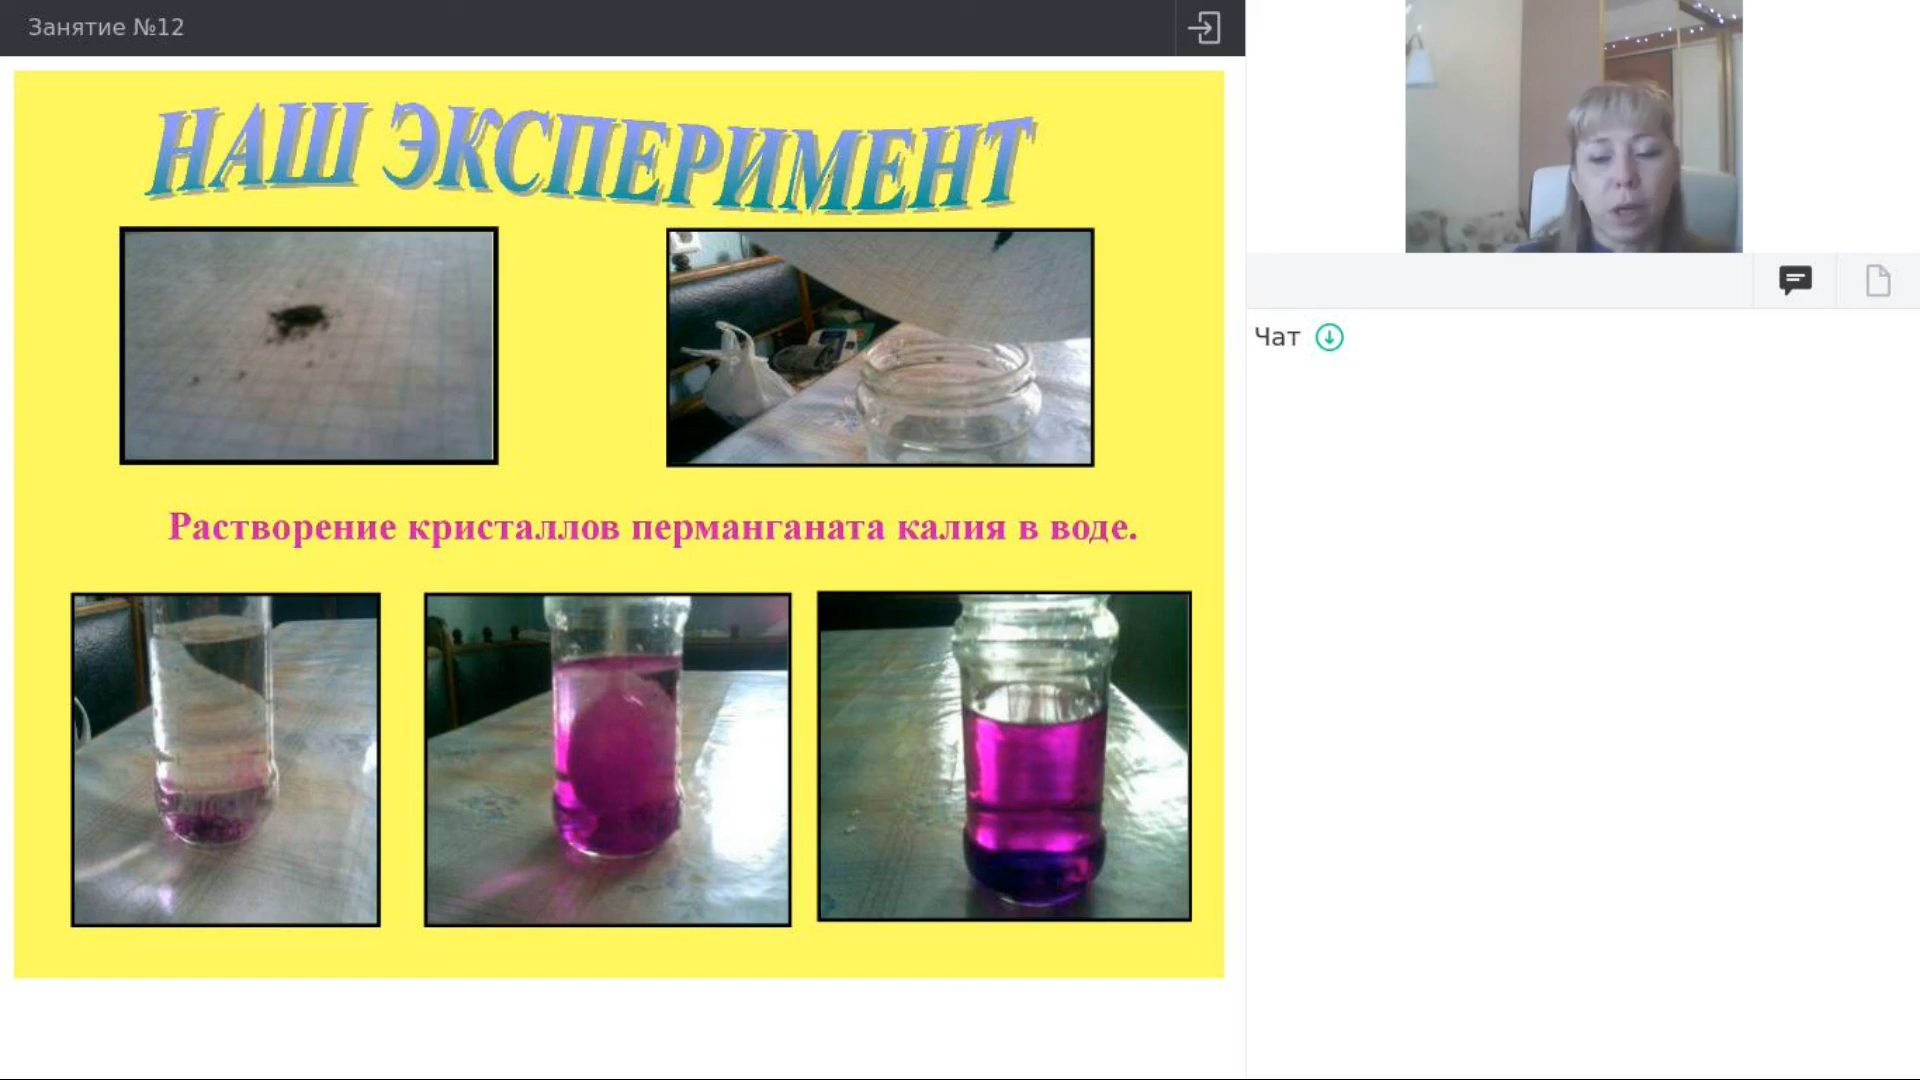 Занятие №12
НАШ ЭКСПЕРИМЕНТ
Растворение кристаллов перманганата калия в воде.
Чат